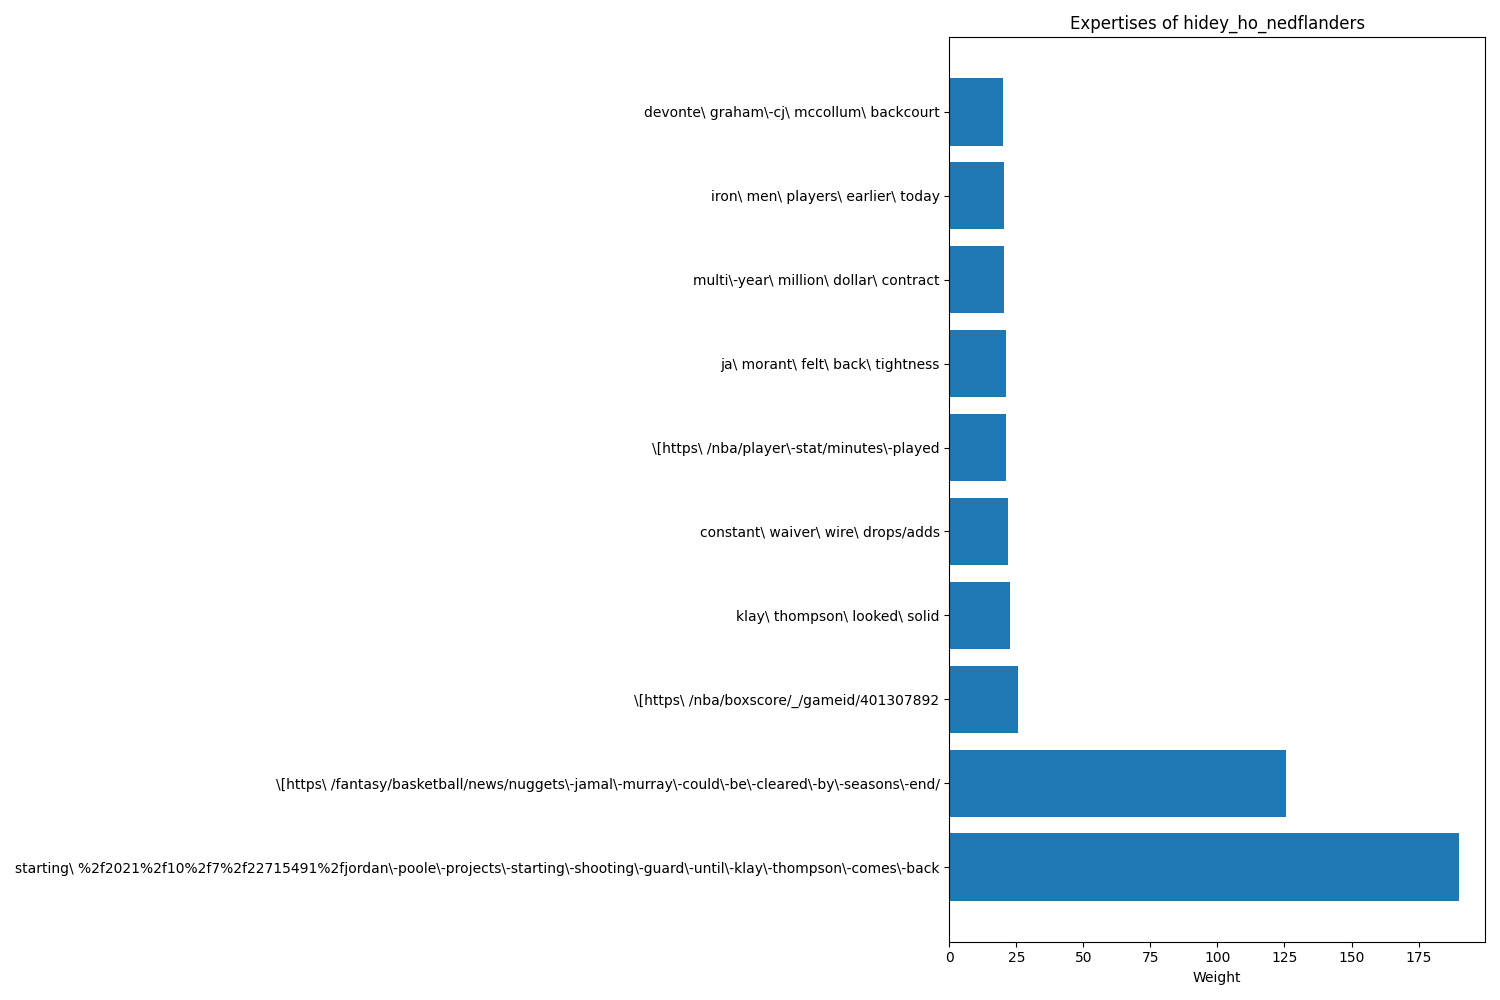 Expertises of hidey_ho_nedflanders
devonte\ graham\-cj\ mccollum\ backcourt
iron\ men\ players\ earlier\ today
multi\-year\ million\ dollar\ contract
ja\ morant\ felt\ back\ tightness
\[https\ /nba/player\-stat/minutes\-played
constant\ waiver\ wire\ drops/adds
klay\ thompson\ looked\ solid
\[https\ /nba/boxscore/_/gameid/401307892
\[https\ /fantasy/basketball/news/nuggets\-jamal\-murray\-could\-be\-cleared\-by\-seasons\-end/
starting\ %2f2021%2f10%2f7%2f22715491%2fjordan\-poole\-projects\-starting\-shooting\-guard\-until\-klay\-thompson\-comes\-back
0 25 50 75 100 125 150 175
Weight